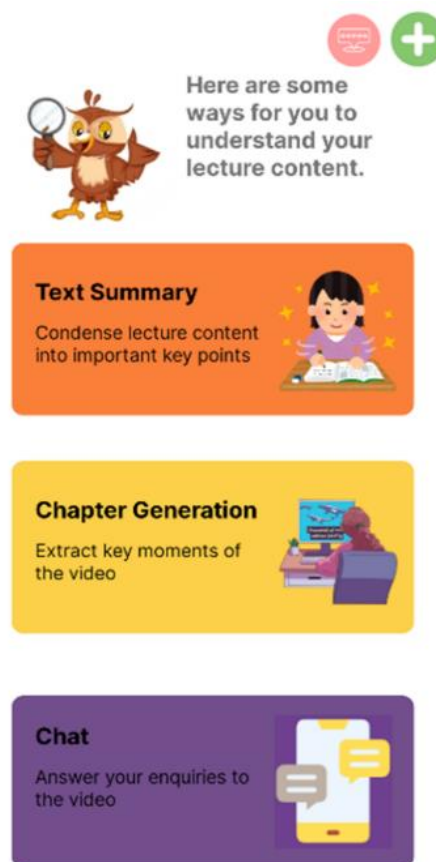 Here are some
ways for you to
understand your
lecture content.
Text Summary
Condense lecture content
into important key points
Chapter Generation
Extract key moments of
the video
Chat
Answer your enquiries to
the video